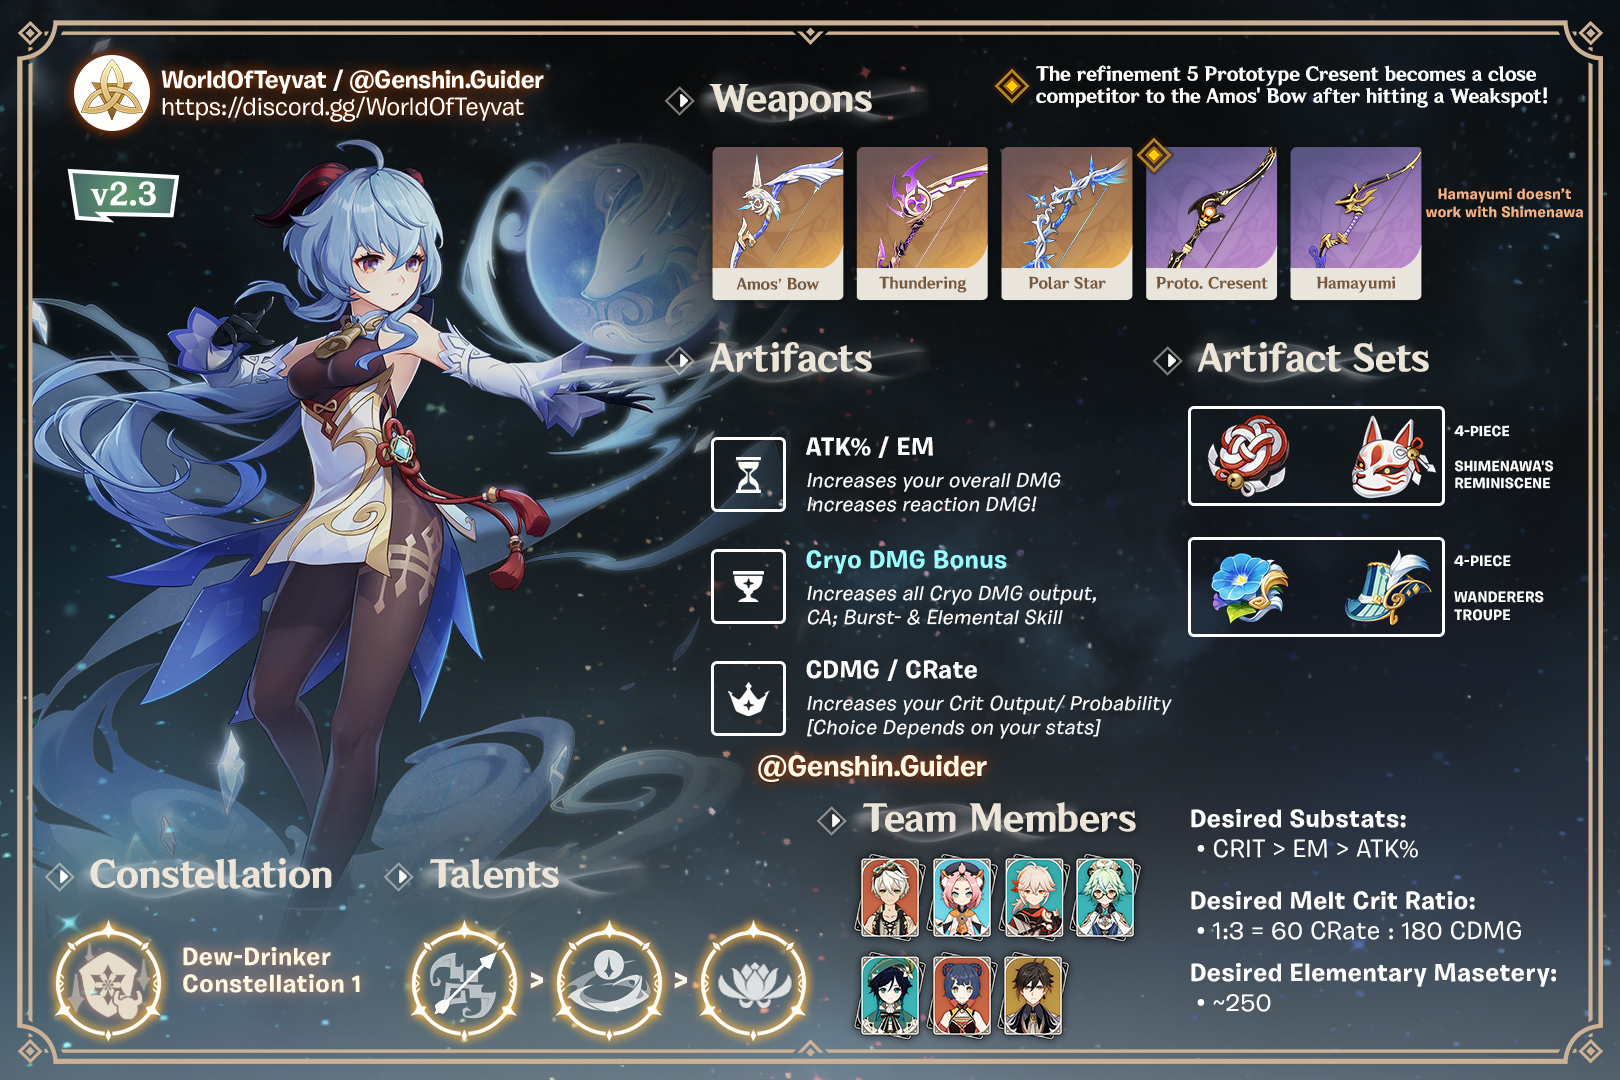 WorldOfTeyvat / @Genshin.Guider
https://discord.gg/WorldOfTeyvat
v2.3
Weapons
The refinement 5 Prototype Cresent becomes a close
competitor to the Amos' Bow after hitting a Weakspot!
Amos' Bow
Thundering
Polar Star
Proto. Cresent
Hamayumi
Hamayumi doesn't
work with Shimenawa
Artifacts
ATK% / EM
Increases your overall DMG
Increases reaction DMG!
Cryo DMG Bonus
Increases all Cryo DMG output,
CA; Burst- & Elemental Skill
CDMG / CRate
Increases your Crit Output/ Probability
[Choice Depends on your stats]
@Genshin.Guider
Artifact Sets
4-PIECE
SHIMENAWA'S
REMINISCENE
4-PIECE
WANDERERS
TROUPE
Constellation
Dew-Drinker
Constellation 1
Talents
> >
Team Members
Desired Substats:
• CRIT > EM > ATK%
Desired Melt Crit Ratio:
• 1:3 = 60 CRate : 180 CDMG
Desired Elementary Masetery:
• ~250